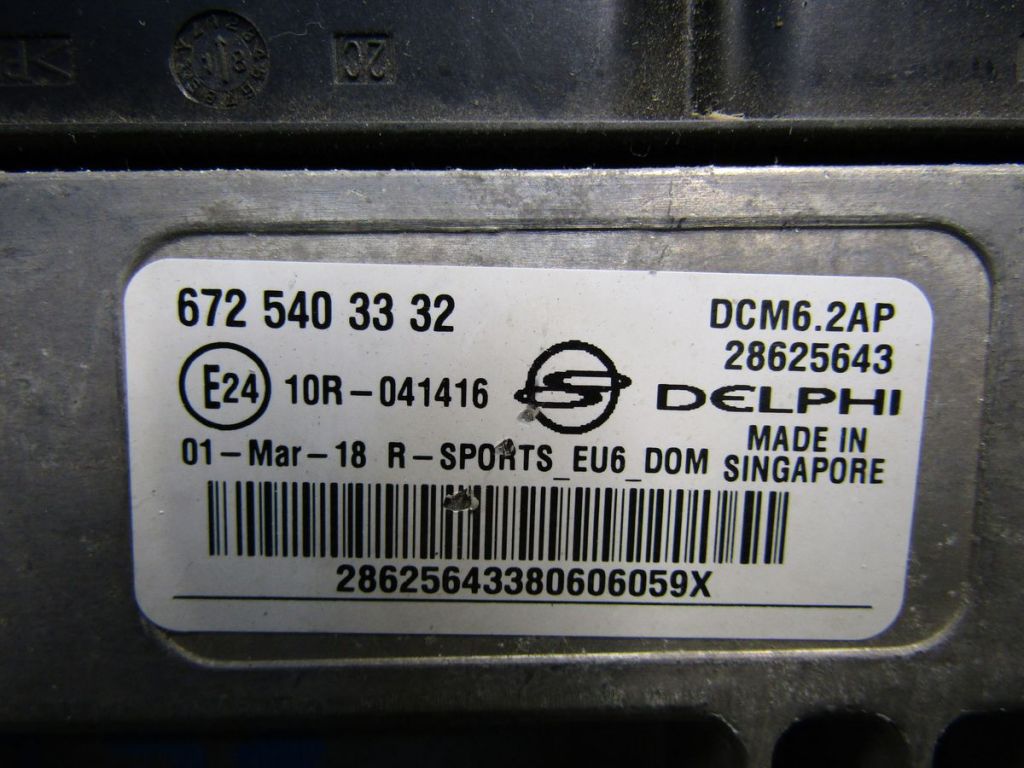 2C
672 540 33 32
DCM6.2AP
28625643
E24 10R-041416
DELPHI
MADE IN
SINGAPORE
01-Mar-18 R-SPORTS_EU6_DOM
28625643380606059X